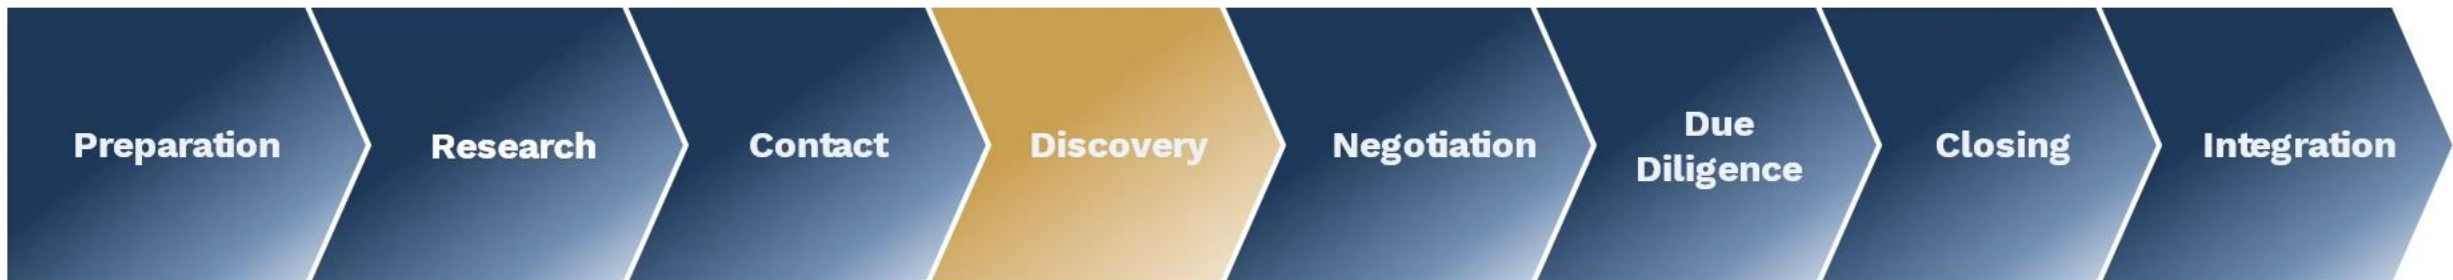 Preparation
Research
Contact
Discovery
Negotiation
Due
Diligence
Closing
Integration